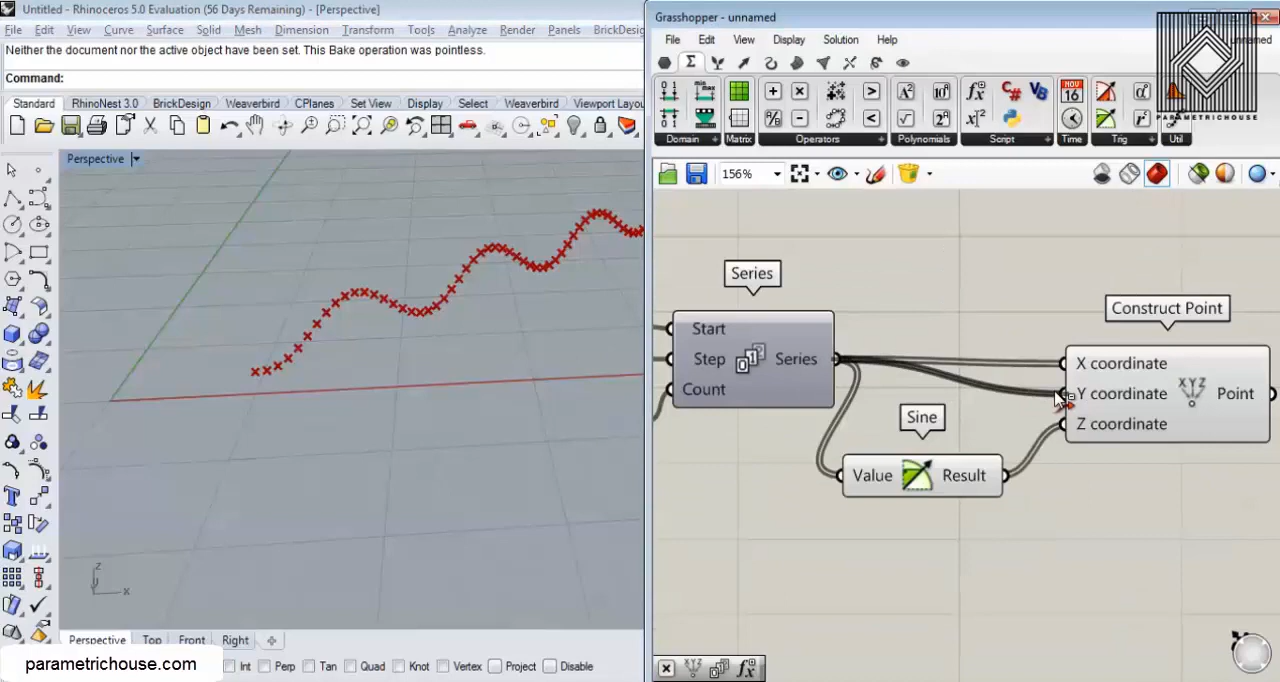 Untitled - Rhinoceros 5.0 Evaluation (56 Days Remaining) - [Perspective]
File Edit View Curve Surface Solid Mesh Dimension Transform Tools Analyze Render Panels BrickDesig
Neither the document nor the active object have been set. This Bake operation was pointless.
Command:
Standard RhinoNest 3.0 BrickDesign Weaverbird CPlanes Set View Display Select Weaverbird Viewport Layou
Perspective
z
x
Perspective Top Front Right
parametrichouse.com
Int Perp Tan Quad Knot Vertex Project Disable
Grasshopper - unnamed
File Edit View Display Solution Help
unnamed
PARAMETRICHOUSE
Domain Matrix Operators Polynomials Script Time Trig Util
156%
Series
Start
Step Series
Count
Sine
Value Result
Construct Point
X coordinate
Y coordinate Point
Z coordinate